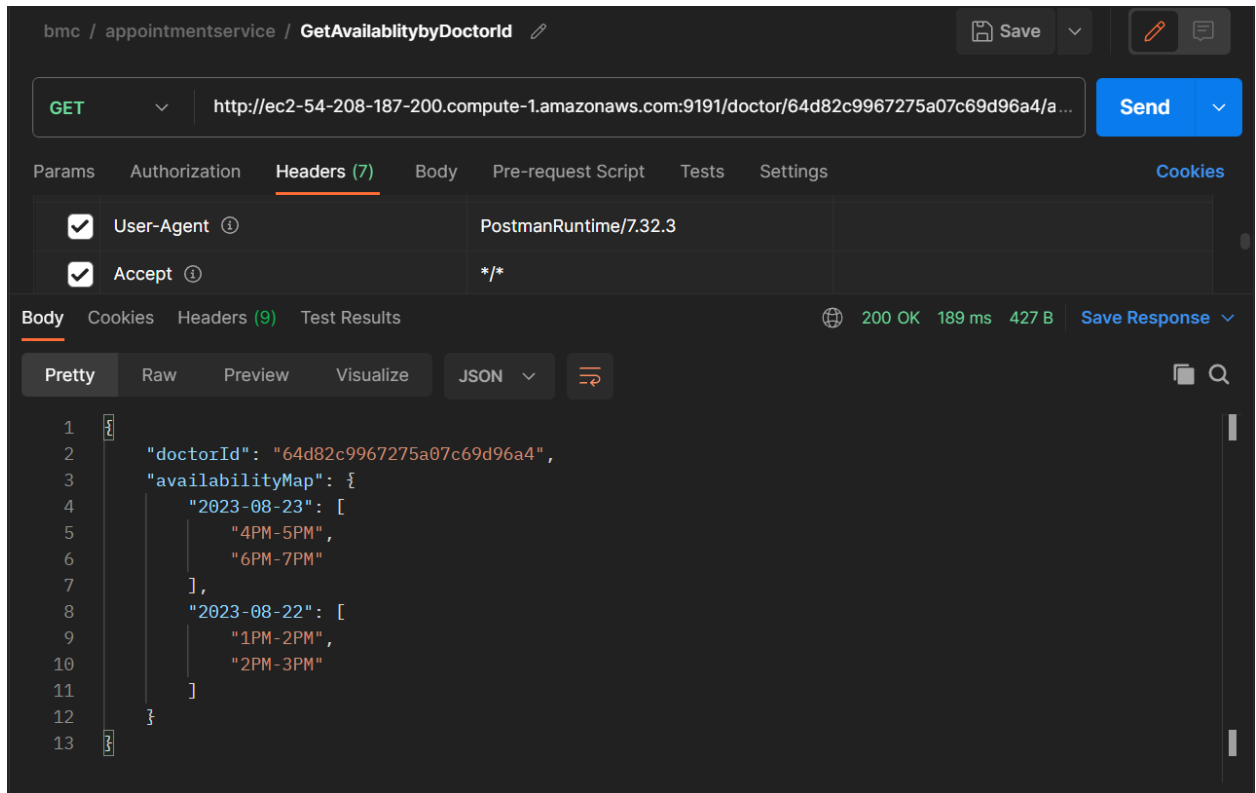 bmc / appointmentservice / GetAvailablitybyDoctorId Save
GET http://ec2-54-208-187-200.compute-1.amazonaws.com:9191/doctor/64d82c9967275a07c69d96a4/a... Send
Params Authorization Headers (7) Body Pre-request Script Tests Settings Cookies
User-Agent PostmanRuntime/7.32.3
Accept */*
Body Cookies Headers (9) Test Results 200 OK 189 ms 427 B Save Response
Pretty Raw Preview Visualize JSON
1 {
2 "doctorId": "64d82c9967275a07c69d96a4",
3 "availabilityMap": {
4 "2023-08-23": [
5 "4PM-5PM",
6 "6PM-7PM"
7 ],
8 "2023-08-22": [
9 "1PM-2PM",
10 "2PM-3PM"
11 ]
12 }
13 }